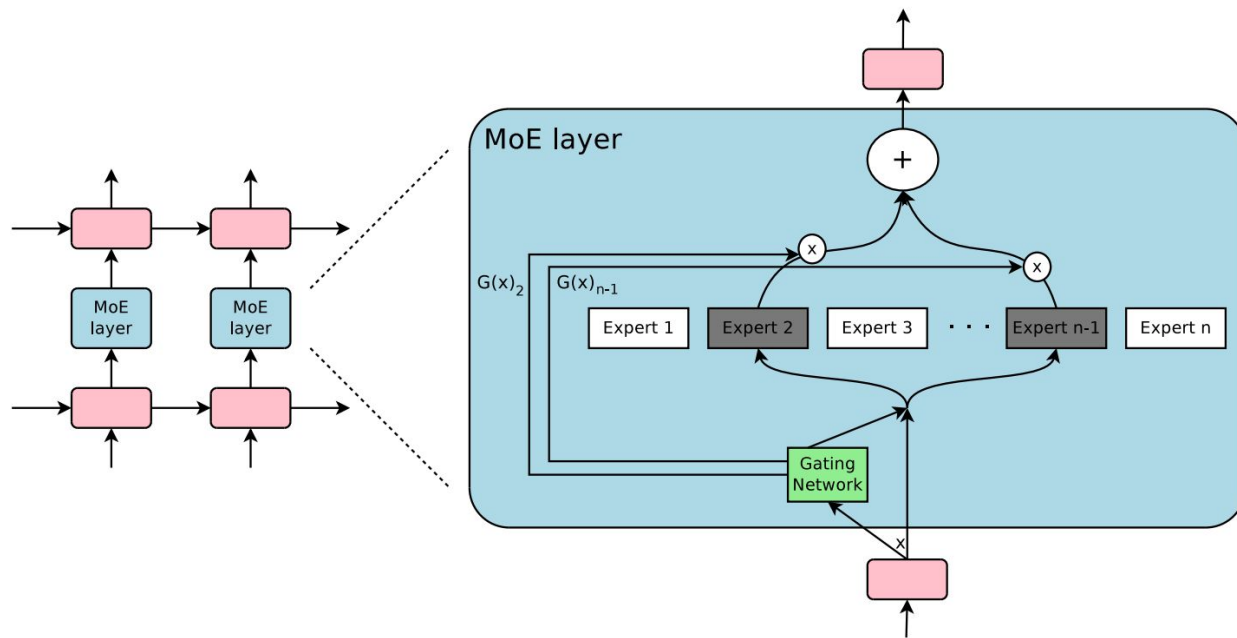 MoE layer
+
x
G(x)₂
G(x)ₙ₋₁
x
MoE
layer
MoE
layer
Expert 1
Expert 2
Expert 3
. . .
Expert n-1
Expert n
Gating
Network
x